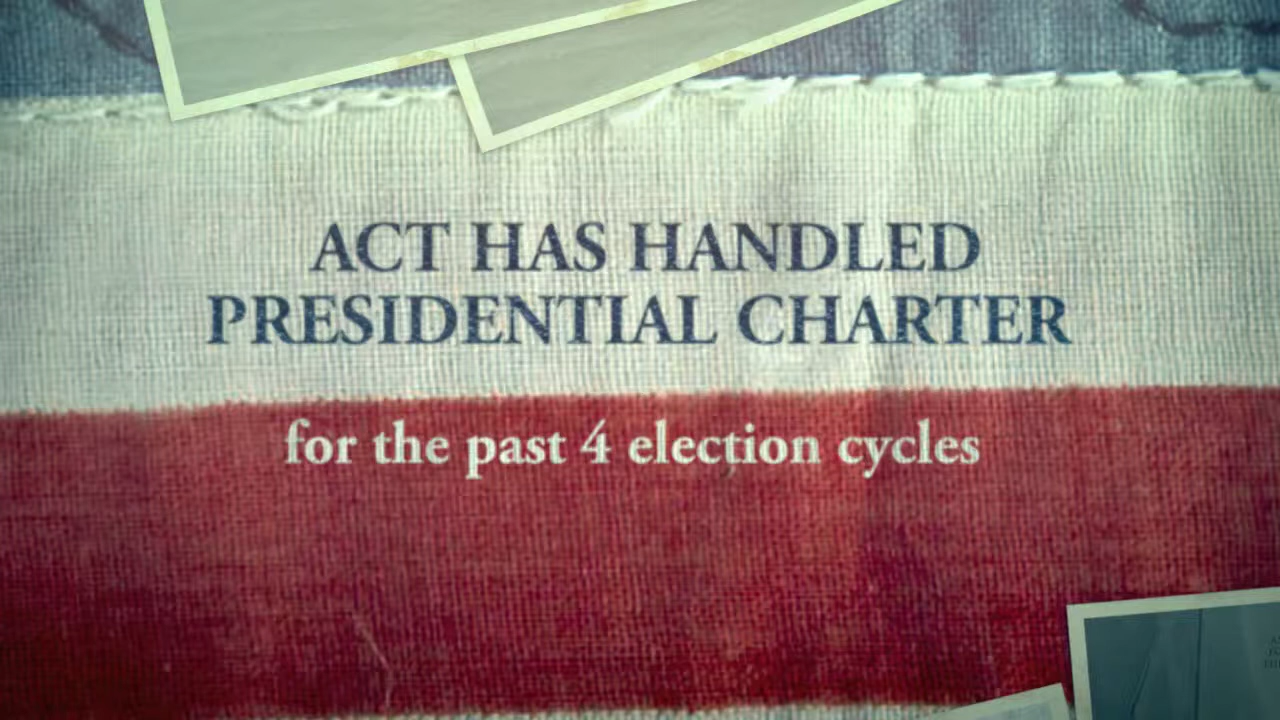 ACT HAS HANDLED
PRESIDENTIAL CHARTER
for the past 4 election cycles